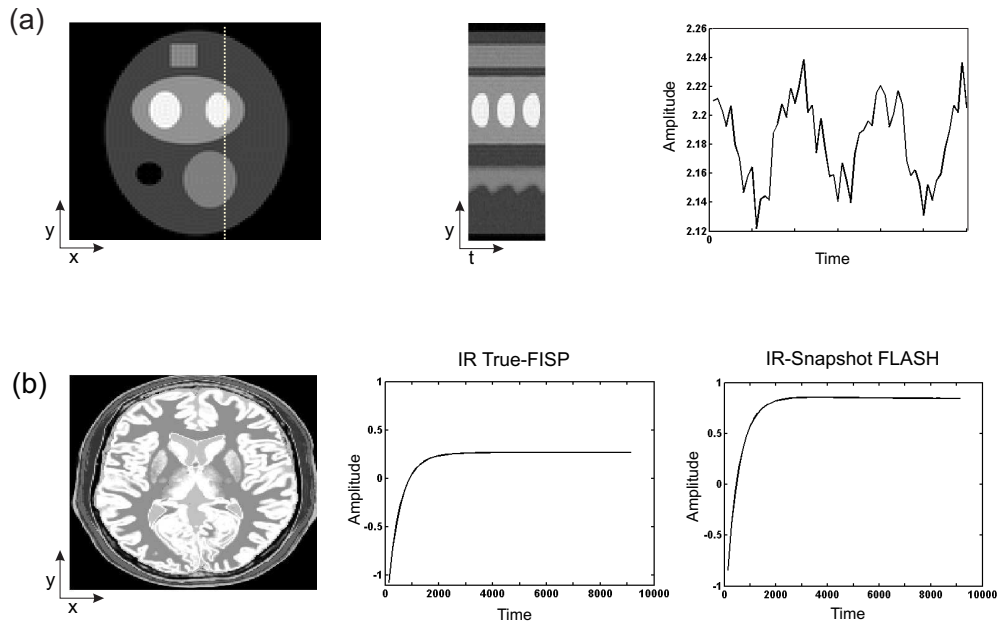 (a)
y
x
y
t
Amplitude
2.26
2.24
2.22
2.20
2.18
2.16
2.14
2.12
0
Time
(b)
y
x
IR True-FISP
Amplitude
1
0.5
0
-0.5
-1
0 2000 4000 6000 8000 10000
Time
IR-Snapshot FLASH
Amplitude
1
0.5
0
-0.5
-1
0 2000 4000 6000 8000 10000
Time